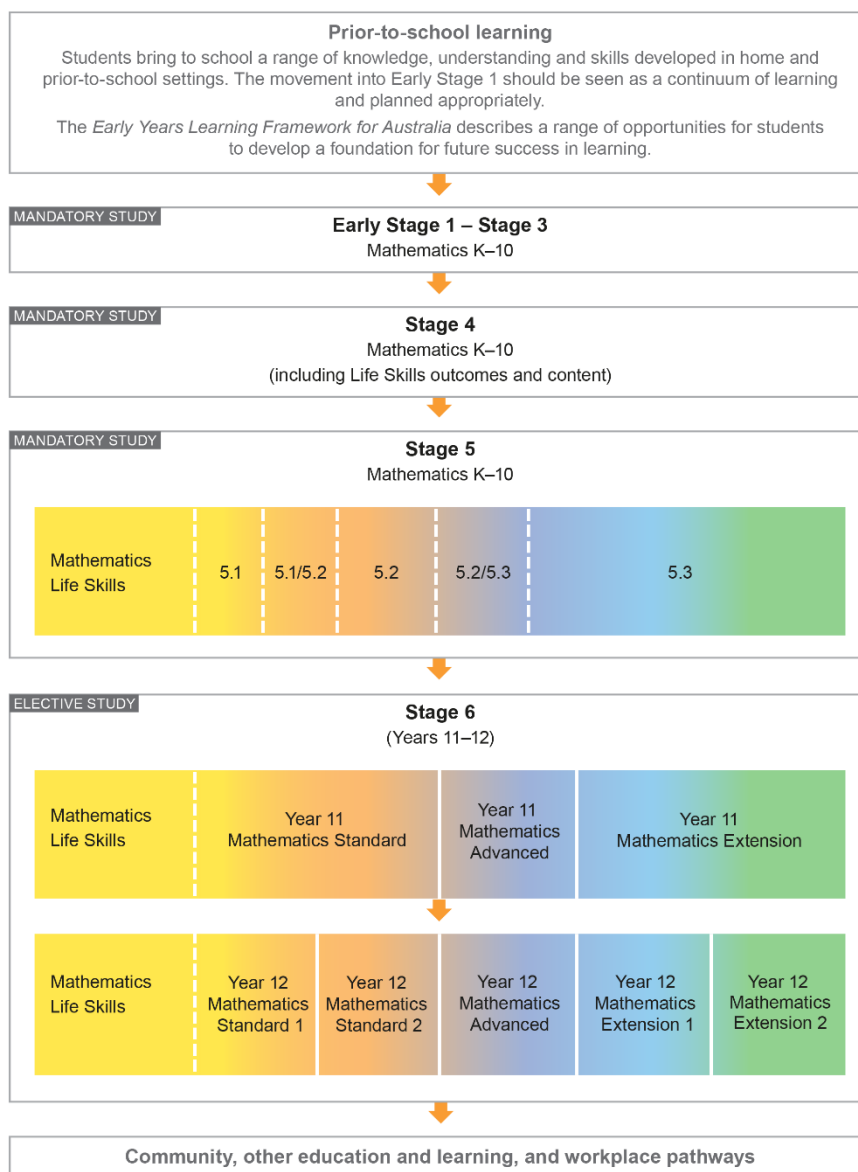 Prior-to-school learning
Students bring to school a range of knowledge, understanding and skills developed in home and
prior-to-school settings. The movement into Early Stage 1 should be seen as a continuum of learning
and planned appropriately.
The Early Years Learning Framework for Australia describes a range of opportunities for students
to develop a foundation for future success in learning.
MANDATORY STUDY
Early Stage 1 – Stage 3
Mathematics K–10
MANDATORY STUDY
Stage 4
Mathematics K–10
(including Life Skills outcomes and content)
MANDATORY STUDY
Stage 5
Mathematics K–10
Mathematics
Life Skills
5.1
5.1/5.2
5.2
5.2/5.3
5.3
ELECTIVE STUDY
Stage 6
(Years 11–12)
Mathematics
Life Skills
Year 11
Mathematics Standard
Year 11
Mathematics
Advanced
Year 11
Mathematics Extension
Mathematics
Life Skills
Year 12
Mathematics
Standard 1
Year 12
Mathematics
Standard 2
Year 12
Mathematics
Advanced
Year 12
Mathematics
Extension 1
Year 12
Mathematics
Extension 2
Community, other education and learning, and workplace pathways